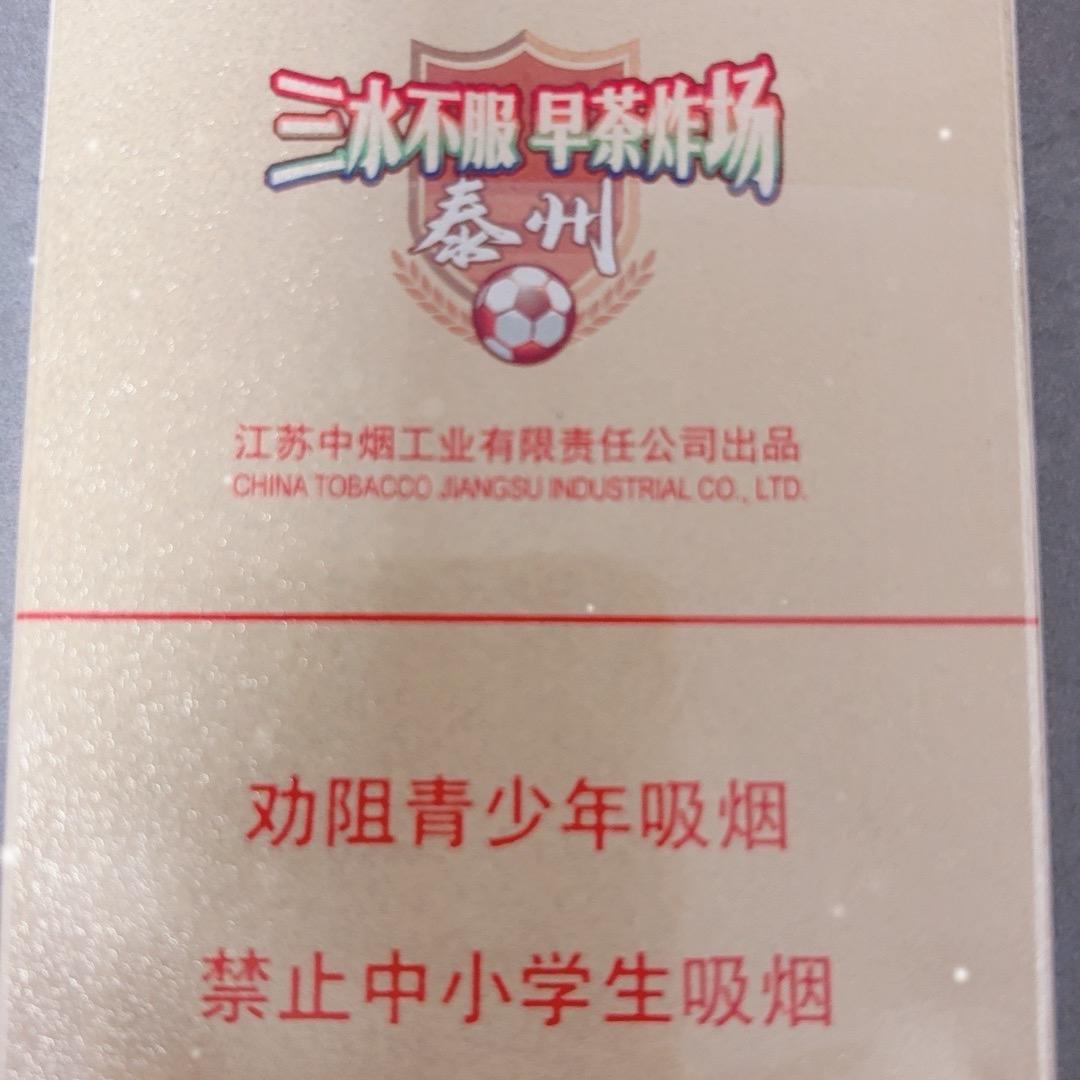 三水不服 早茶炸场
泰州
江苏中烟工业有限责任公司出品
CHINA TOBACCO JIANGSU INDUSTRIAL CO., LTD.
劝阻青少年吸烟
禁止中小学生吸烟